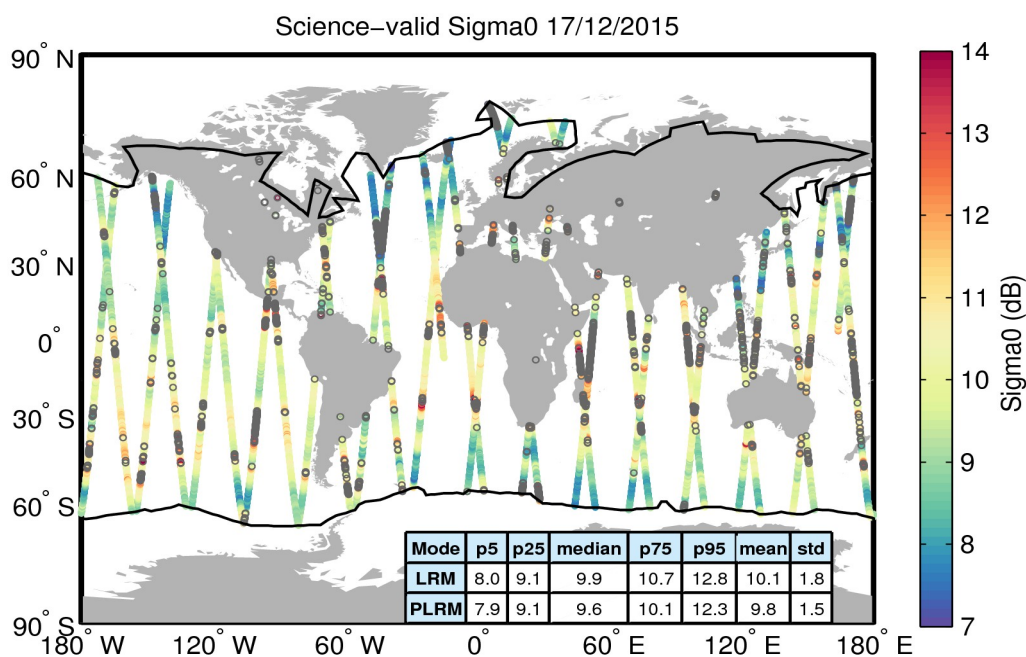 Science-valid Sigma0 17/12/2015
90° N
60° N
30° N
0°
30° S
60° S
90° S
180° W
120° W
60° W
0°
60° E
120° E
180° E
14
13
12
11
10
9
8
7
Sigma0 (dB)
Mode p5 p25 median p75 p95 mean std
LRM 8.0 9.1 9.9 10.7 12.8 10.1 1.8
PLRM 7.9 9.1 9.6 10.1 12.3 9.8 1.5